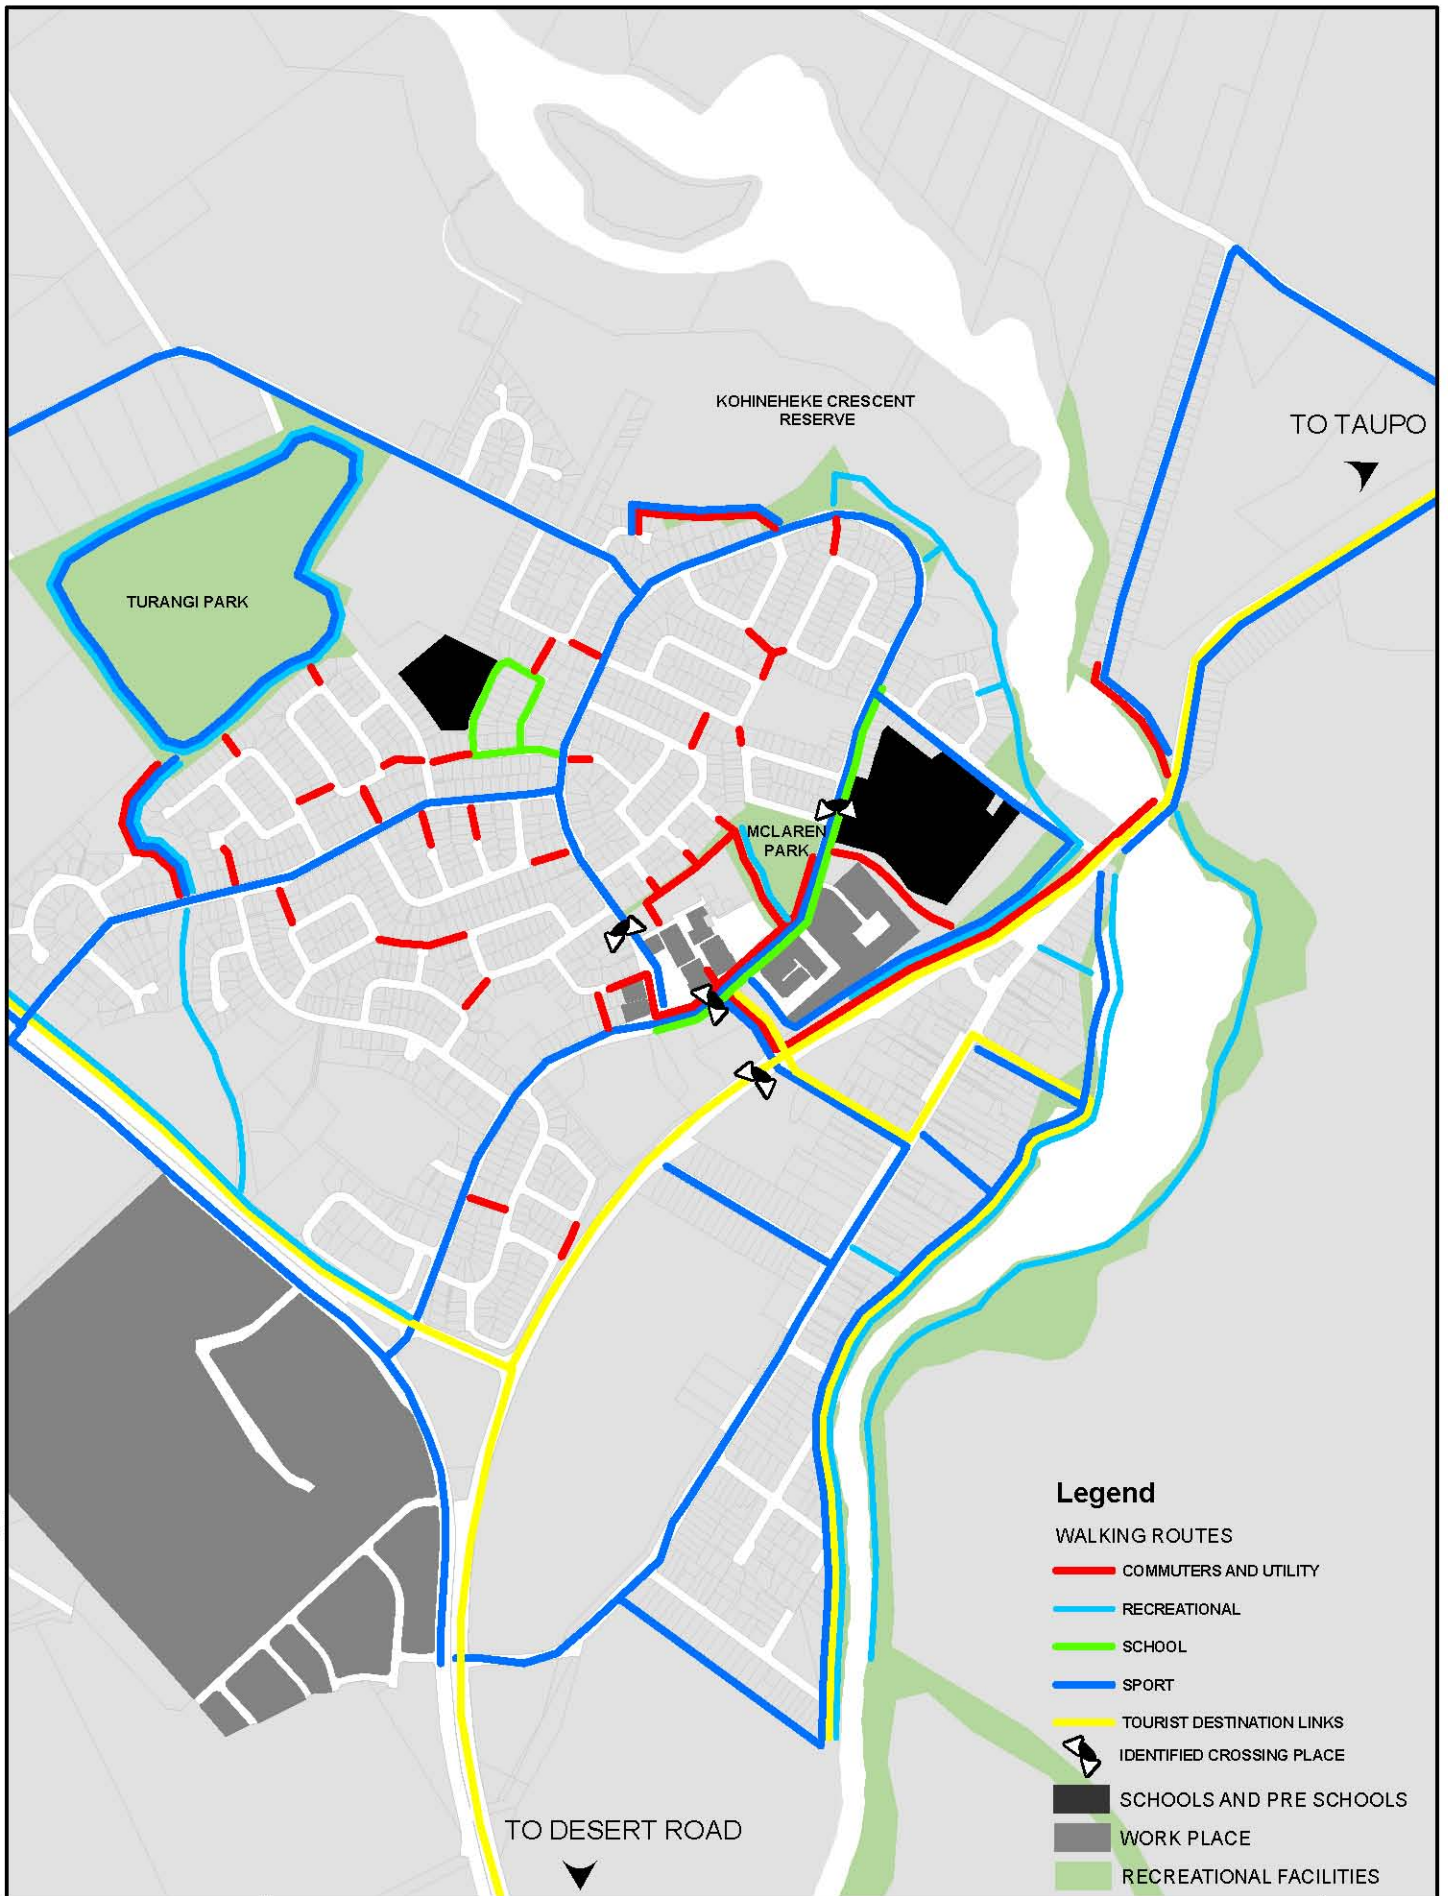 KOHINEHEKE CRESCENT
RESERVE
TO TAUPO
TURANGI PARK
MCLAREN
PARK
Legend
WALKING ROUTES
COMMUTERS AND UTILITY
RECREATIONAL
SCHOOL
SPORT
TOURIST DESTINATION LINKS
IDENTIFIED CROSSING PLACE
SCHOOLS AND PRE SCHOOLS
WORK PLACE
RECREATIONAL FACILITIES
TO DESERT ROAD